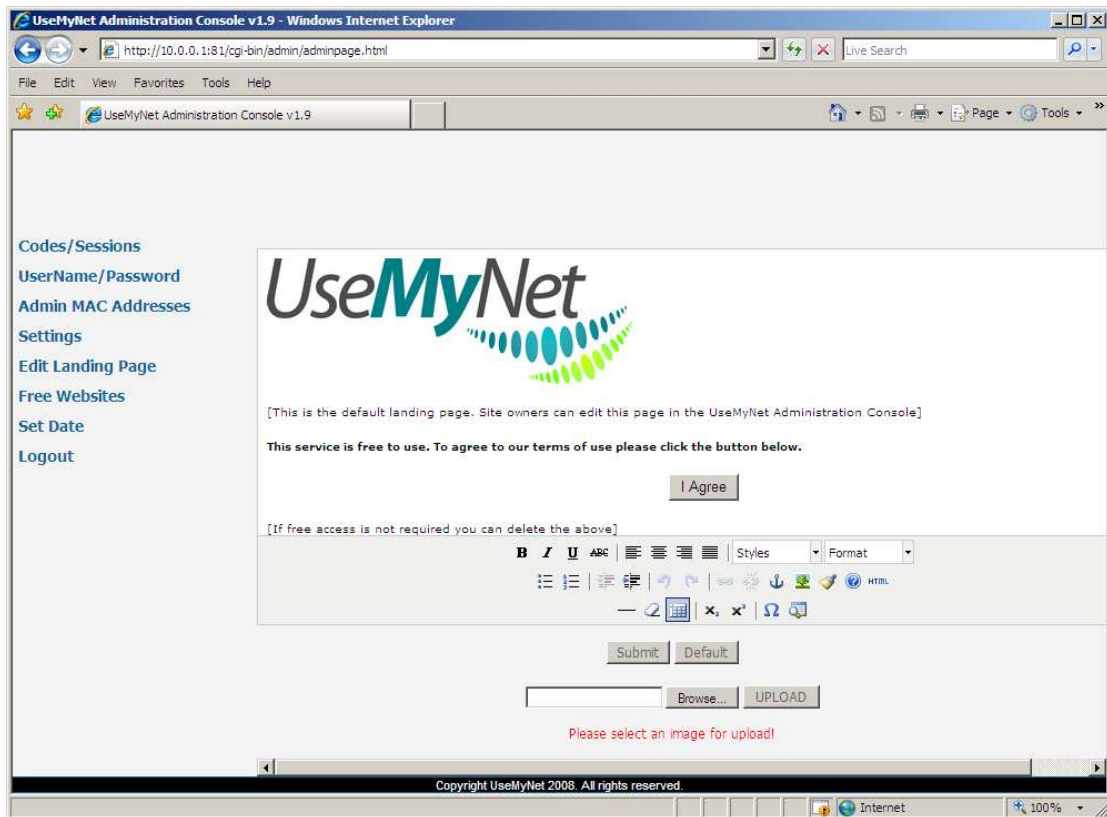 UseMyNet Administration Console v1.9 - Windows Internet Explorer
http://10.0.0.1:81/cgi-bin/admin/adminpage.html
Live Search
File Edit View Favorites Tools Help
UseMyNet Administration Console v1.9
Page Tools »
Codes/Sessions
UserName/Password
Admin MAC Addresses
Settings
Edit Landing Page
Free Websites
Set Date
Logout
UseMyNet
[This is the default landing page. Site owners can edit this page in the UseMyNet Administration Console]
This service is free to use. To agree to our terms of use please click the button below.
I Agree
[If free access is not required you can delete the above]
B I U ABC Styles Format
HTML
x₂ x² Ω
Submit Default
Browse... UPLOAD
Please select an image for upload!
Copyright UseMyNet 2008. All rights reserved.
Internet 100%